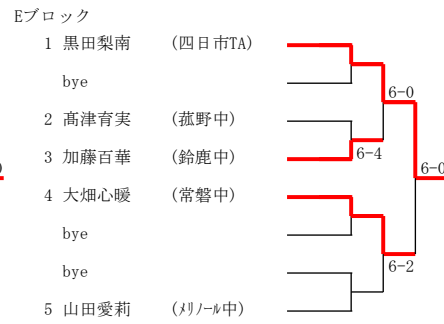 Eブロック
1 黒田梨南 (四日市TA)
bye
6-0
2 髙津育実 (菰野中)
3 加藤百華 (鈴鹿中)
6-4
6-0
4 大畑心暖 (常磐中)
bye
bye
6-2
5 山田愛莉 (メリノール中)